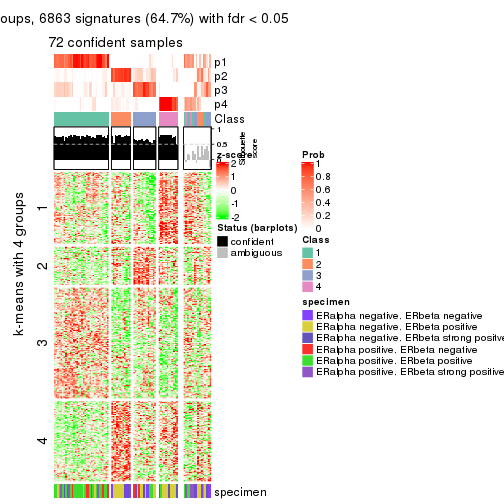 oups, 6863 signatures (64.7%) with fdr < 0.05
72 confident samples
p1
p2
p3
p4
Class
1
0.5
0
Silhouette
score
z-score
2
1
0
-1
-2
Status (barplots)
confident
ambiguous
Prob
1
0.8
0.6
0.4
0.2
0
Class
1
2
3
4
specimen
ERalpha negative. ERbeta negative
ERalpha negative. ERbeta positive
ERalpha negative. ERbeta strong positive
ERalpha positive. ERbeta negative
ERalpha positive. ERbeta positive
ERalpha positive. ERbeta strong positive
k-means with 4 groups
1
2
3
4
specimen